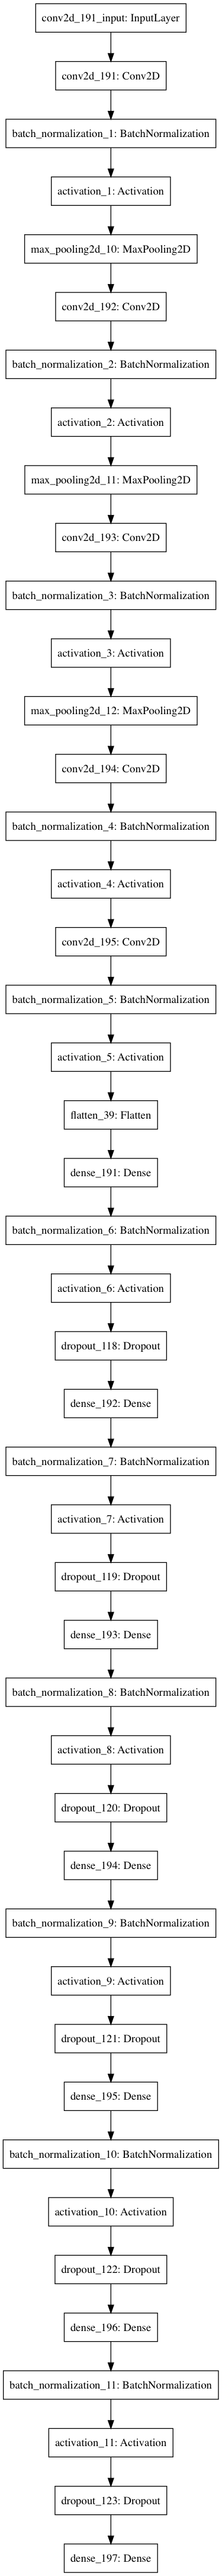 conv2d_191_input: InputLayer
conv2d_191: Conv2D
batch_normalization_1: BatchNormalization
activation_1: Activation
max_pooling2d_10: MaxPooling2D
conv2d_192: Conv2D
batch_normalization_2: BatchNormalization
activation_2: Activation
max_pooling2d_11: MaxPooling2D
conv2d_193: Conv2D
batch_normalization_3: BatchNormalization
activation_3: Activation
max_pooling2d_12: MaxPooling2D
conv2d_194: Conv2D
batch_normalization_4: BatchNormalization
activation_4: Activation
conv2d_195: Conv2D
batch_normalization_5: BatchNormalization
activation_5: Activation
flatten_39: Flatten
dense_191: Dense
batch_normalization_6: BatchNormalization
activation_6: Activation
dropout_118: Dropout
dense_192: Dense
batch_normalization_7: BatchNormalization
activation_7: Activation
dropout_119: Dropout
dense_193: Dense
batch_normalization_8: BatchNormalization
activation_8: Activation
dropout_120: Dropout
dense_194: Dense
batch_normalization_9: BatchNormalization
activation_9: Activation
dropout_121: Dropout
dense_195: Dense
batch_normalization_10: BatchNormalization
activation_10: Activation
dropout_122: Dropout
dense_196: Dense
batch_normalization_11: BatchNormalization
activation_11: Activation
dropout_123: Dropout
dense_197: Dense